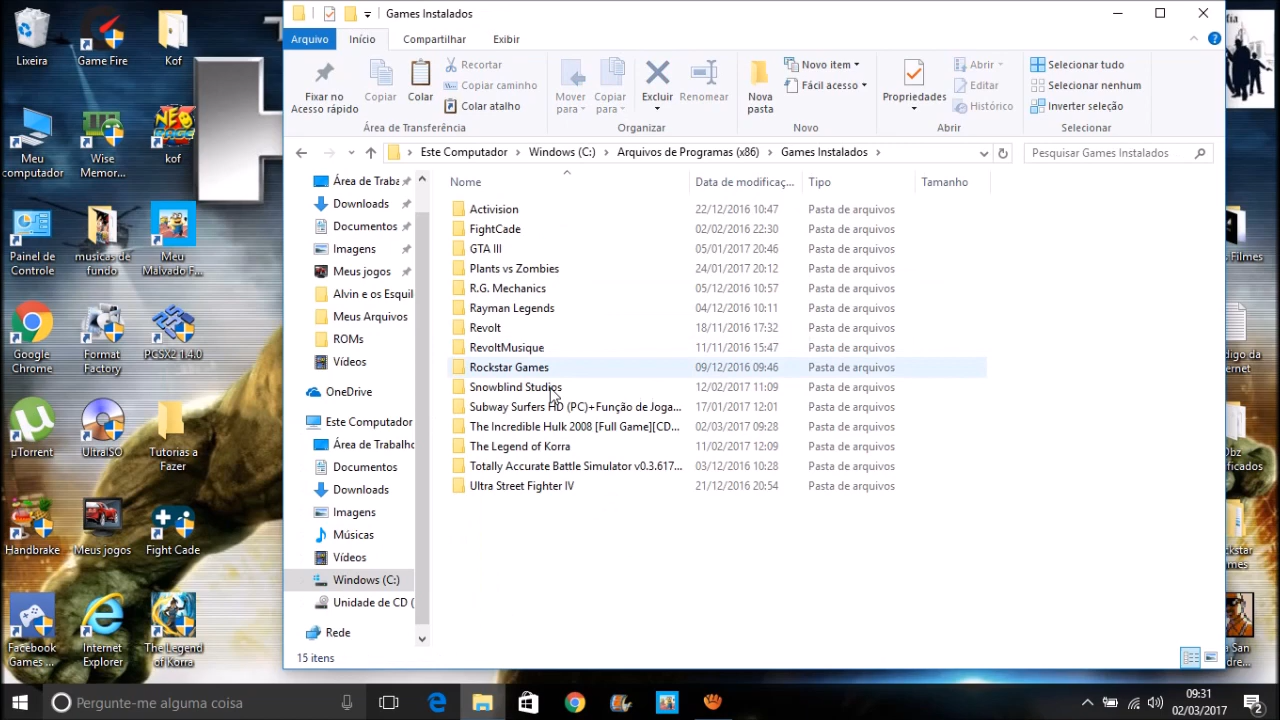 Games Instalados
Arquivo
Início
Compartilhar
Exibir
Fixar no
Acesso rápido
Copiar
Colar
Recortar
Copiar caminho
Colar atalho
Área de Transferência
Mover
para
Copiar
para
Excluir
Renomear
Organizar
Nova
pasta
Novo item
Fácil acesso
Novo
Propriedades
Abrir
Editar
Histórico
Abrir
Selecionar tudo
Selecionar nenhum
Inverter seleção
Selecionar
Este Computador
Windows (C:)
Arquivos de Programas (x86)
Games Instalados
Pesquisar Games Instalados
Nome
Data de modificaç...
Tipo
Tamanho
Activision 22/12/2016 10:47 Pasta de arquivos
FightCade 02/02/2016 22:30 Pasta de arquivos
GTA III 05/01/2017 20:46 Pasta de arquivos
Plants vs Zombies 24/01/2017 20:12 Pasta de arquivos
R.G. Mechanics 05/12/2016 10:57 Pasta de arquivos
Rayman Legends 04/12/2016 10:11 Pasta de arquivos
Revolt 18/11/2016 17:32 Pasta de arquivos
RevoltMusique 11/11/2016 15:47 Pasta de arquivos
Rockstar Games 09/12/2016 09:46 Pasta de arquivos
Snowblind Studios 12/02/2017 11:09 Pasta de arquivos
Subway Surfers HD (PC)+Função de Joga... 17/01/2017 12:01 Pasta de arquivos
The Incredible Hulk 2008 [Full Game][CD... 02/03/2017 09:28 Pasta de arquivos
The Legend of Korra 11/02/2017 12:09 Pasta de arquivos
Totally Accurate Battle Simulator v0.3.617... 03/12/2016 10:28 Pasta de arquivos
Ultra Street Fighter IV 21/12/2016 20:54 Pasta de arquivos
Área de Traba
Downloads
Documentos
Imagens
Meus jogos
Alvin e os Esquil
Meus Arquivos
ROMs
Vídeos
OneDrive
Este Computador
Área de Trabalho
Documentos
Downloads
Imagens
Músicas
Vídeos
Windows (C:)
Unidade de CD (
Rede
15 itens
Lixeira
Game Fire
Kof
Meu
computador
Wise
Memor...
NEO
RAGE
kof
Painel de
Controle
musicas de
fundo
Meu
Malvado F...
Google
Chrome
Format
Factory
PCSX2 1.4.0
µTorrent
UltraISO
Tutorias a
Fazer
Handbrake
Meus jogos
Fight Cade
Facebook
Games ...
Internet
Explorer
The Legend
of Korra
Filmes
Pergunte-me alguma coisa
09:31
02/03/2017
2